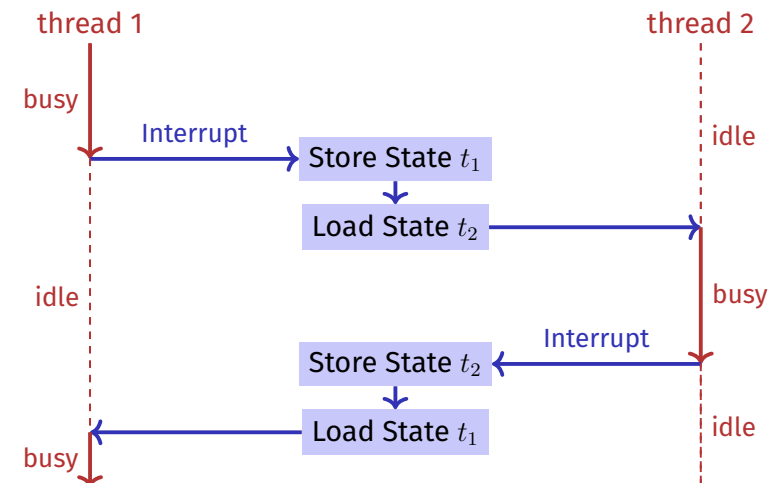 thread 1
thread 2
busy
Interrupt
idle
Store State t₁
Load State t₂
idle
busy
Interrupt
Store State t₂
Load State t₁
idle
busy